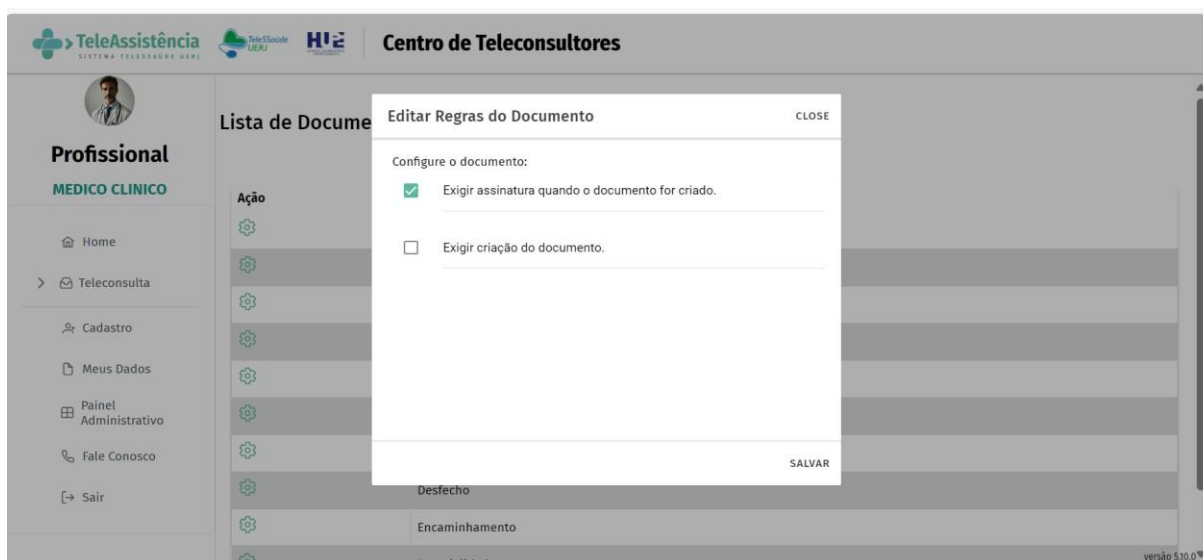 TeleAssistência
SISTEMA TELESSAÚDE UERJ
TeleSSaúde
UERJ
Centro de Teleconsultores
Profissional
MEDICO CLINICO
Home
Teleconsulta
Cadastro
Meus Dados
Painel
Administrativo
Fale Conosco
Sair
Lista de Docume
Ação
Editar Regras do Documento
CLOSE
Configure o documento:
Exigir assinatura quando o documento for criado.
Exigir criação do documento.
SALVAR
Desfecho
Encaminhamento
versão 5.10.0